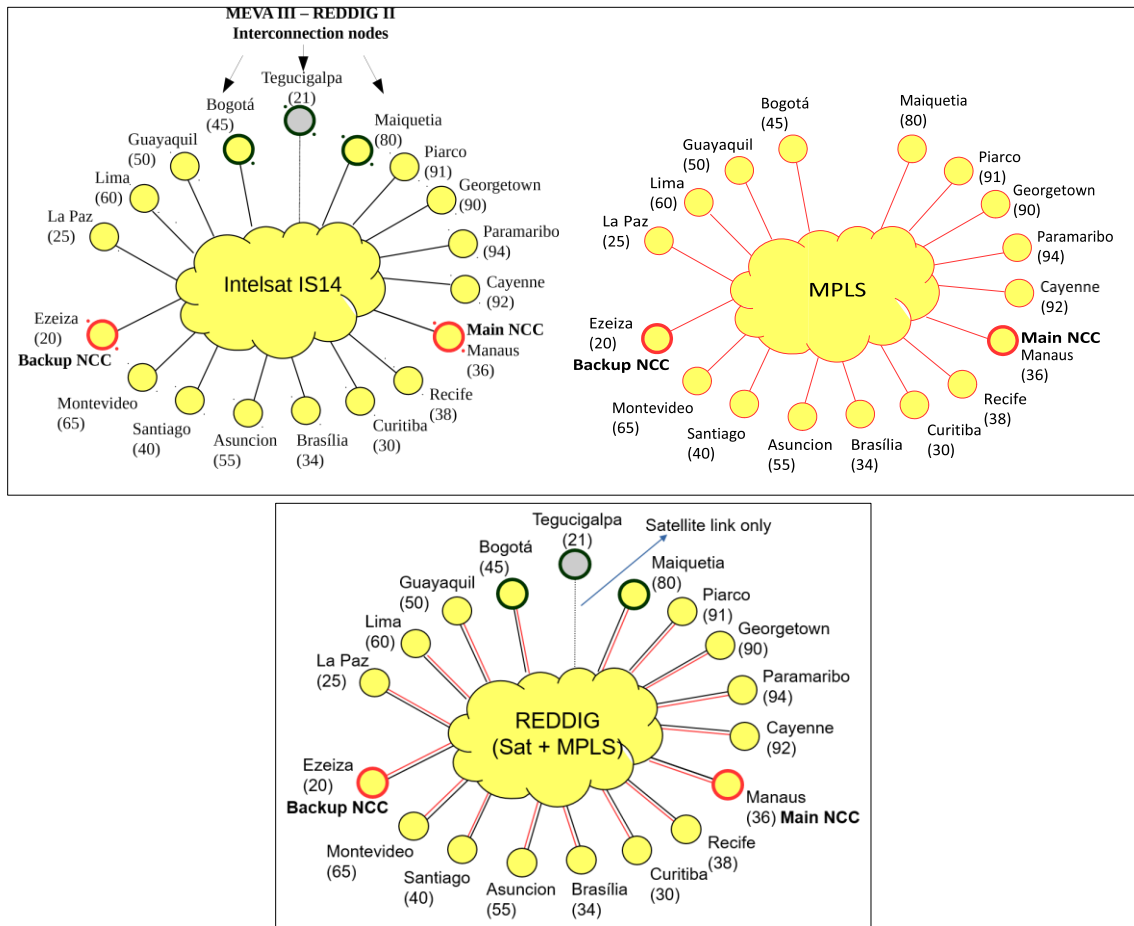 MEVA III – REDDIG II
Interconnection nodes
Tegucigalpa
(21)
Bogotá
(45)
Maiquetia
(80)
Guayaquil
(50)
Piarco
(91)
Lima
(60)
Georgetown
(90)
La Paz
(25)
Paramaribo
(94)
Intelsat IS14
Cayenne
(92)
Ezeiza
(20)
Backup NCC
Main NCC
Manaus
(36)
Montevideo
(65)
Recife
(38)
Santiago
(40)
Asuncion
(55)
Brasília
(34)
Curitiba
(30)
Bogotá
(45)
Maiquetia
(80)
Guayaquil
(50)
Piarco
(91)
Lima
(60)
Georgetown
(90)
La Paz
(25)
Paramaribo
(94)
MPLS
Cayenne
(92)
Ezeiza
(20)
Backup NCC
Main NCC
Manaus
(36)
Montevideo
(65)
Recife
(38)
Santiago
(40)
Asuncion
(55)
Brasília
(34)
Curitiba
(30)
Tegucigalpa
(21)
Satellite link only
Bogotá
(45)
Maiquetia
(80)
Guayaquil
(50)
Piarco
(91)
Lima
(60)
Georgetown
(90)
La Paz
(25)
Paramaribo
(94)
REDDIG
(Sat + MPLS)
Cayenne
(92)
Ezeiza
(20)
Backup NCC
Manaus
(36) Main NCC
Montevideo
(65)
Recife
(38)
Santiago
(40)
Asuncion
(55)
Brasília
(34)
Curitiba
(30)